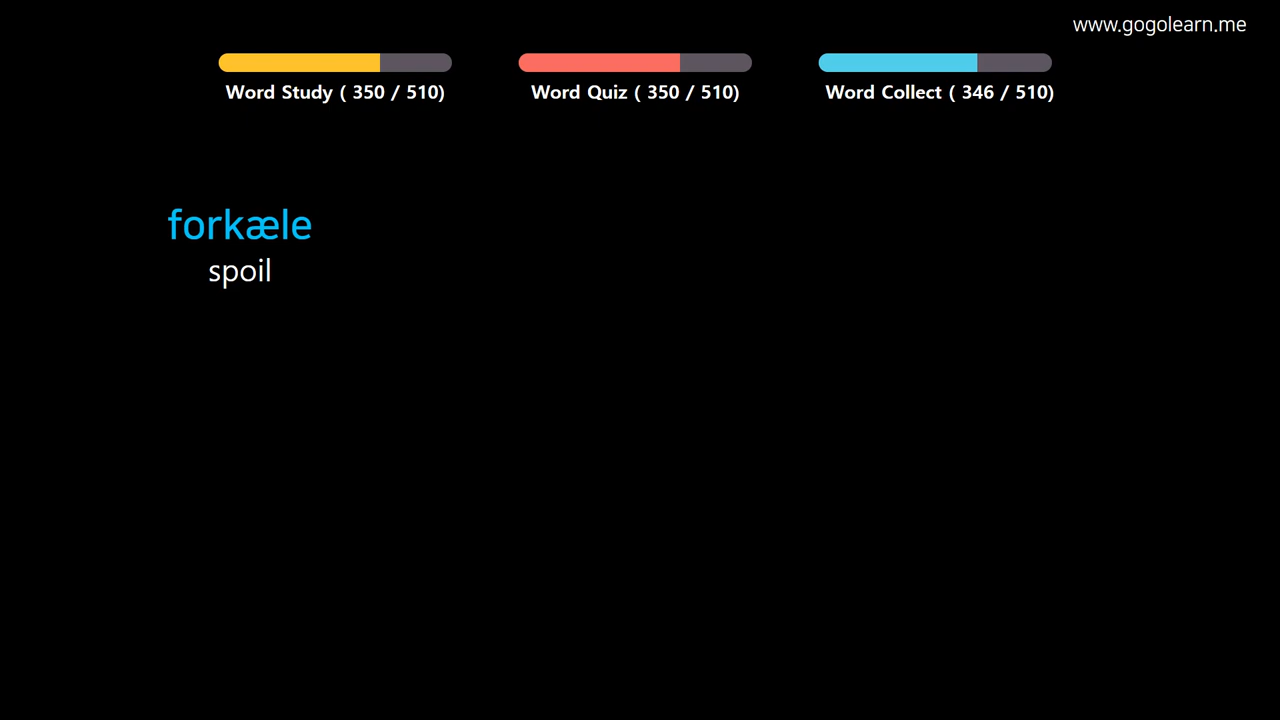 www.gogolearn.me
Word Study ( 350 / 510)
Word Quiz ( 350 / 510)
Word Collect ( 346 / 510)
forkæle
spoil